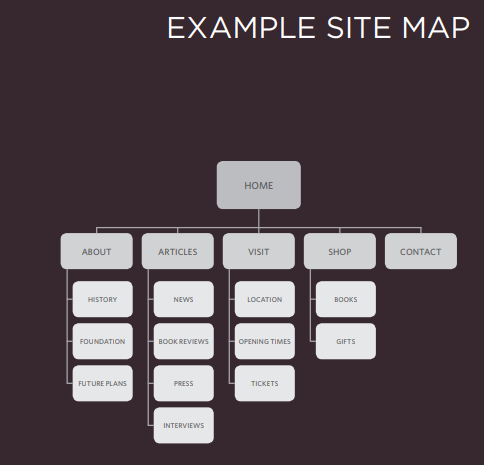 EXAMPLE SITE MAP
HOME
ABOUT
ARTICLES
VISIT
SHOP
CONTACT
HISTORY
NEWS
LOCATION
BOOKS
FOUNDATION
BOOK REVIEWS
OPENING TIMES
GIFTS
FUTURE PLANS
PRESS
TICKETS
INTERVIEWS